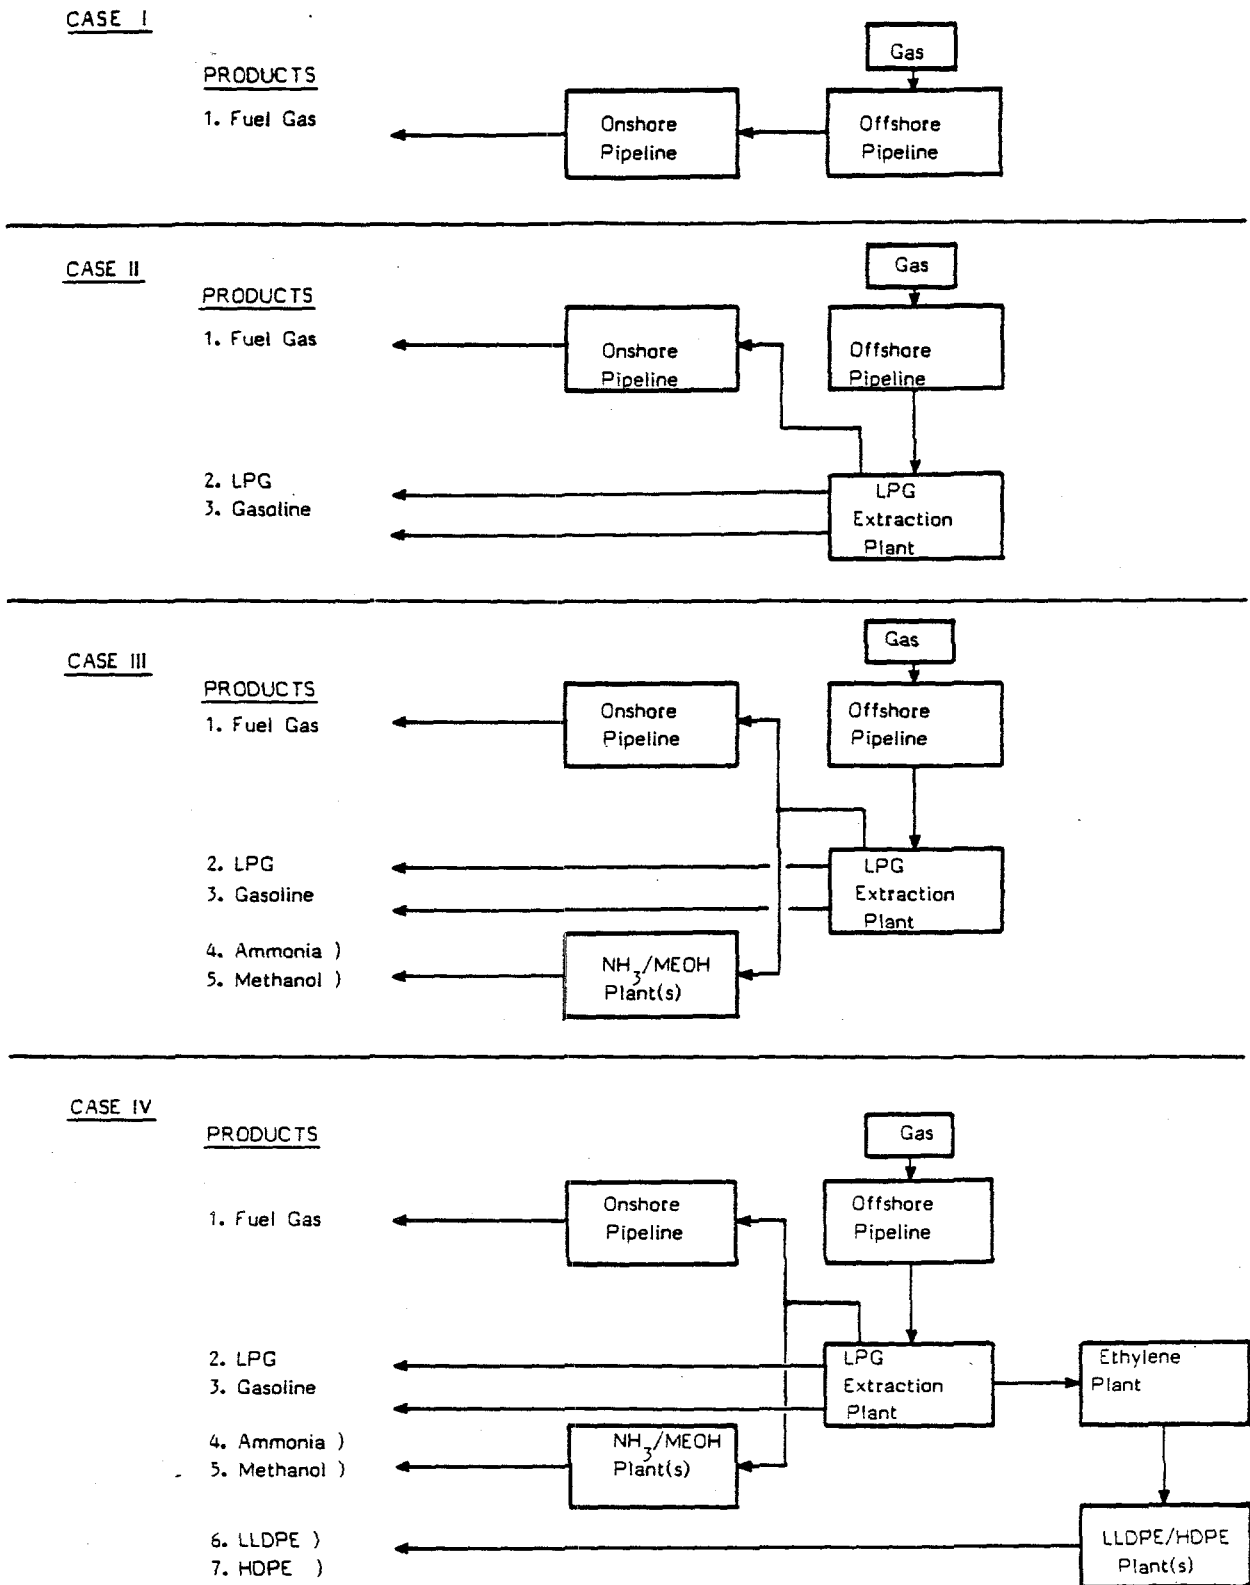 CASE I
Gas
PRODUCTS
1. Fuel Gas
Onshore
Pipeline
Offshore
Pipeline
CASE II
Gas
PRODUCTS
1. Fuel Gas
Onshore
Pipeline
Offshore
Pipeline
2. LPG
3. Gasoline
LPG
Extraction
Plant
CASE III
Gas
PRODUCTS
1. Fuel Gas
Onshore
Pipeline
Offshore
Pipeline
2. LPG
3. Gasoline
LPG
Extraction
Plant
4. Ammonia )
5. Methanol )
NH3/MEOH
Plant(s)
CASE IV
PRODUCTS
Gas
1. Fuel Gas
Onshore
Pipeline
Offshore
Pipeline
2. LPG
3. Gasoline
LPG
Extraction
Plant
Ethylene
Plant
4. Ammonia )
5. Methanol )
NH3/MEOH
Plant(s)
6. LLDPE )
7. HDPE )
LLDPE/HDPE
Plant(s)